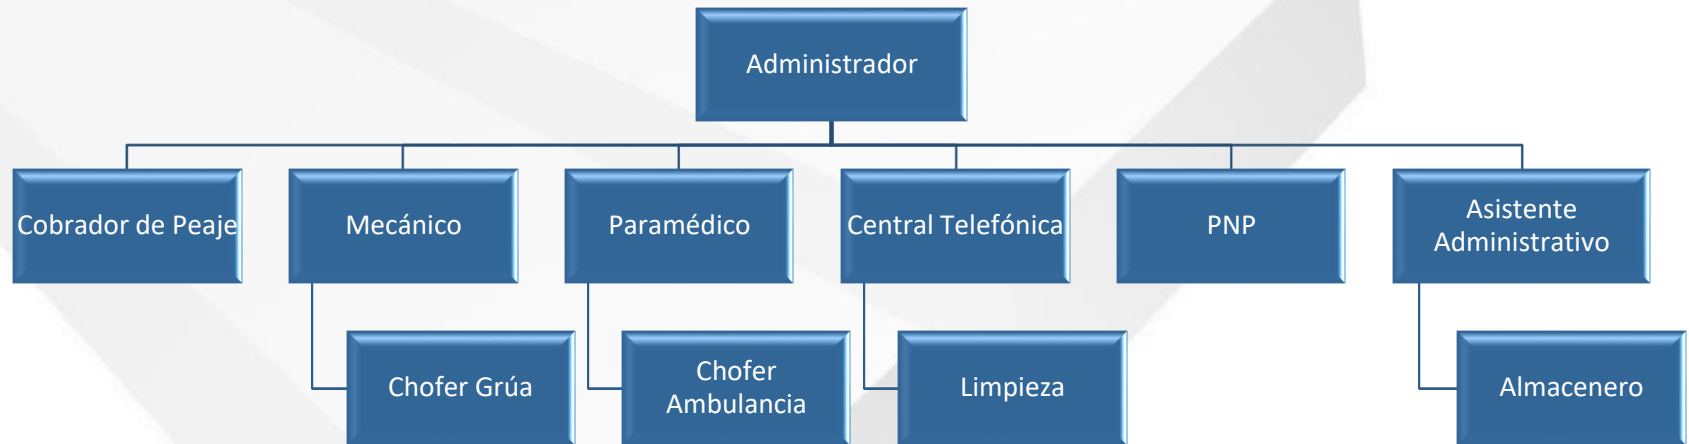 Administrador
Cobrador de Peaje
Mecánico
Paramédico
Central Telefónica
PNP
Asistente
Administrativo
Chofer Grúa
Chofer
Ambulancia
Limpieza
Almacenero